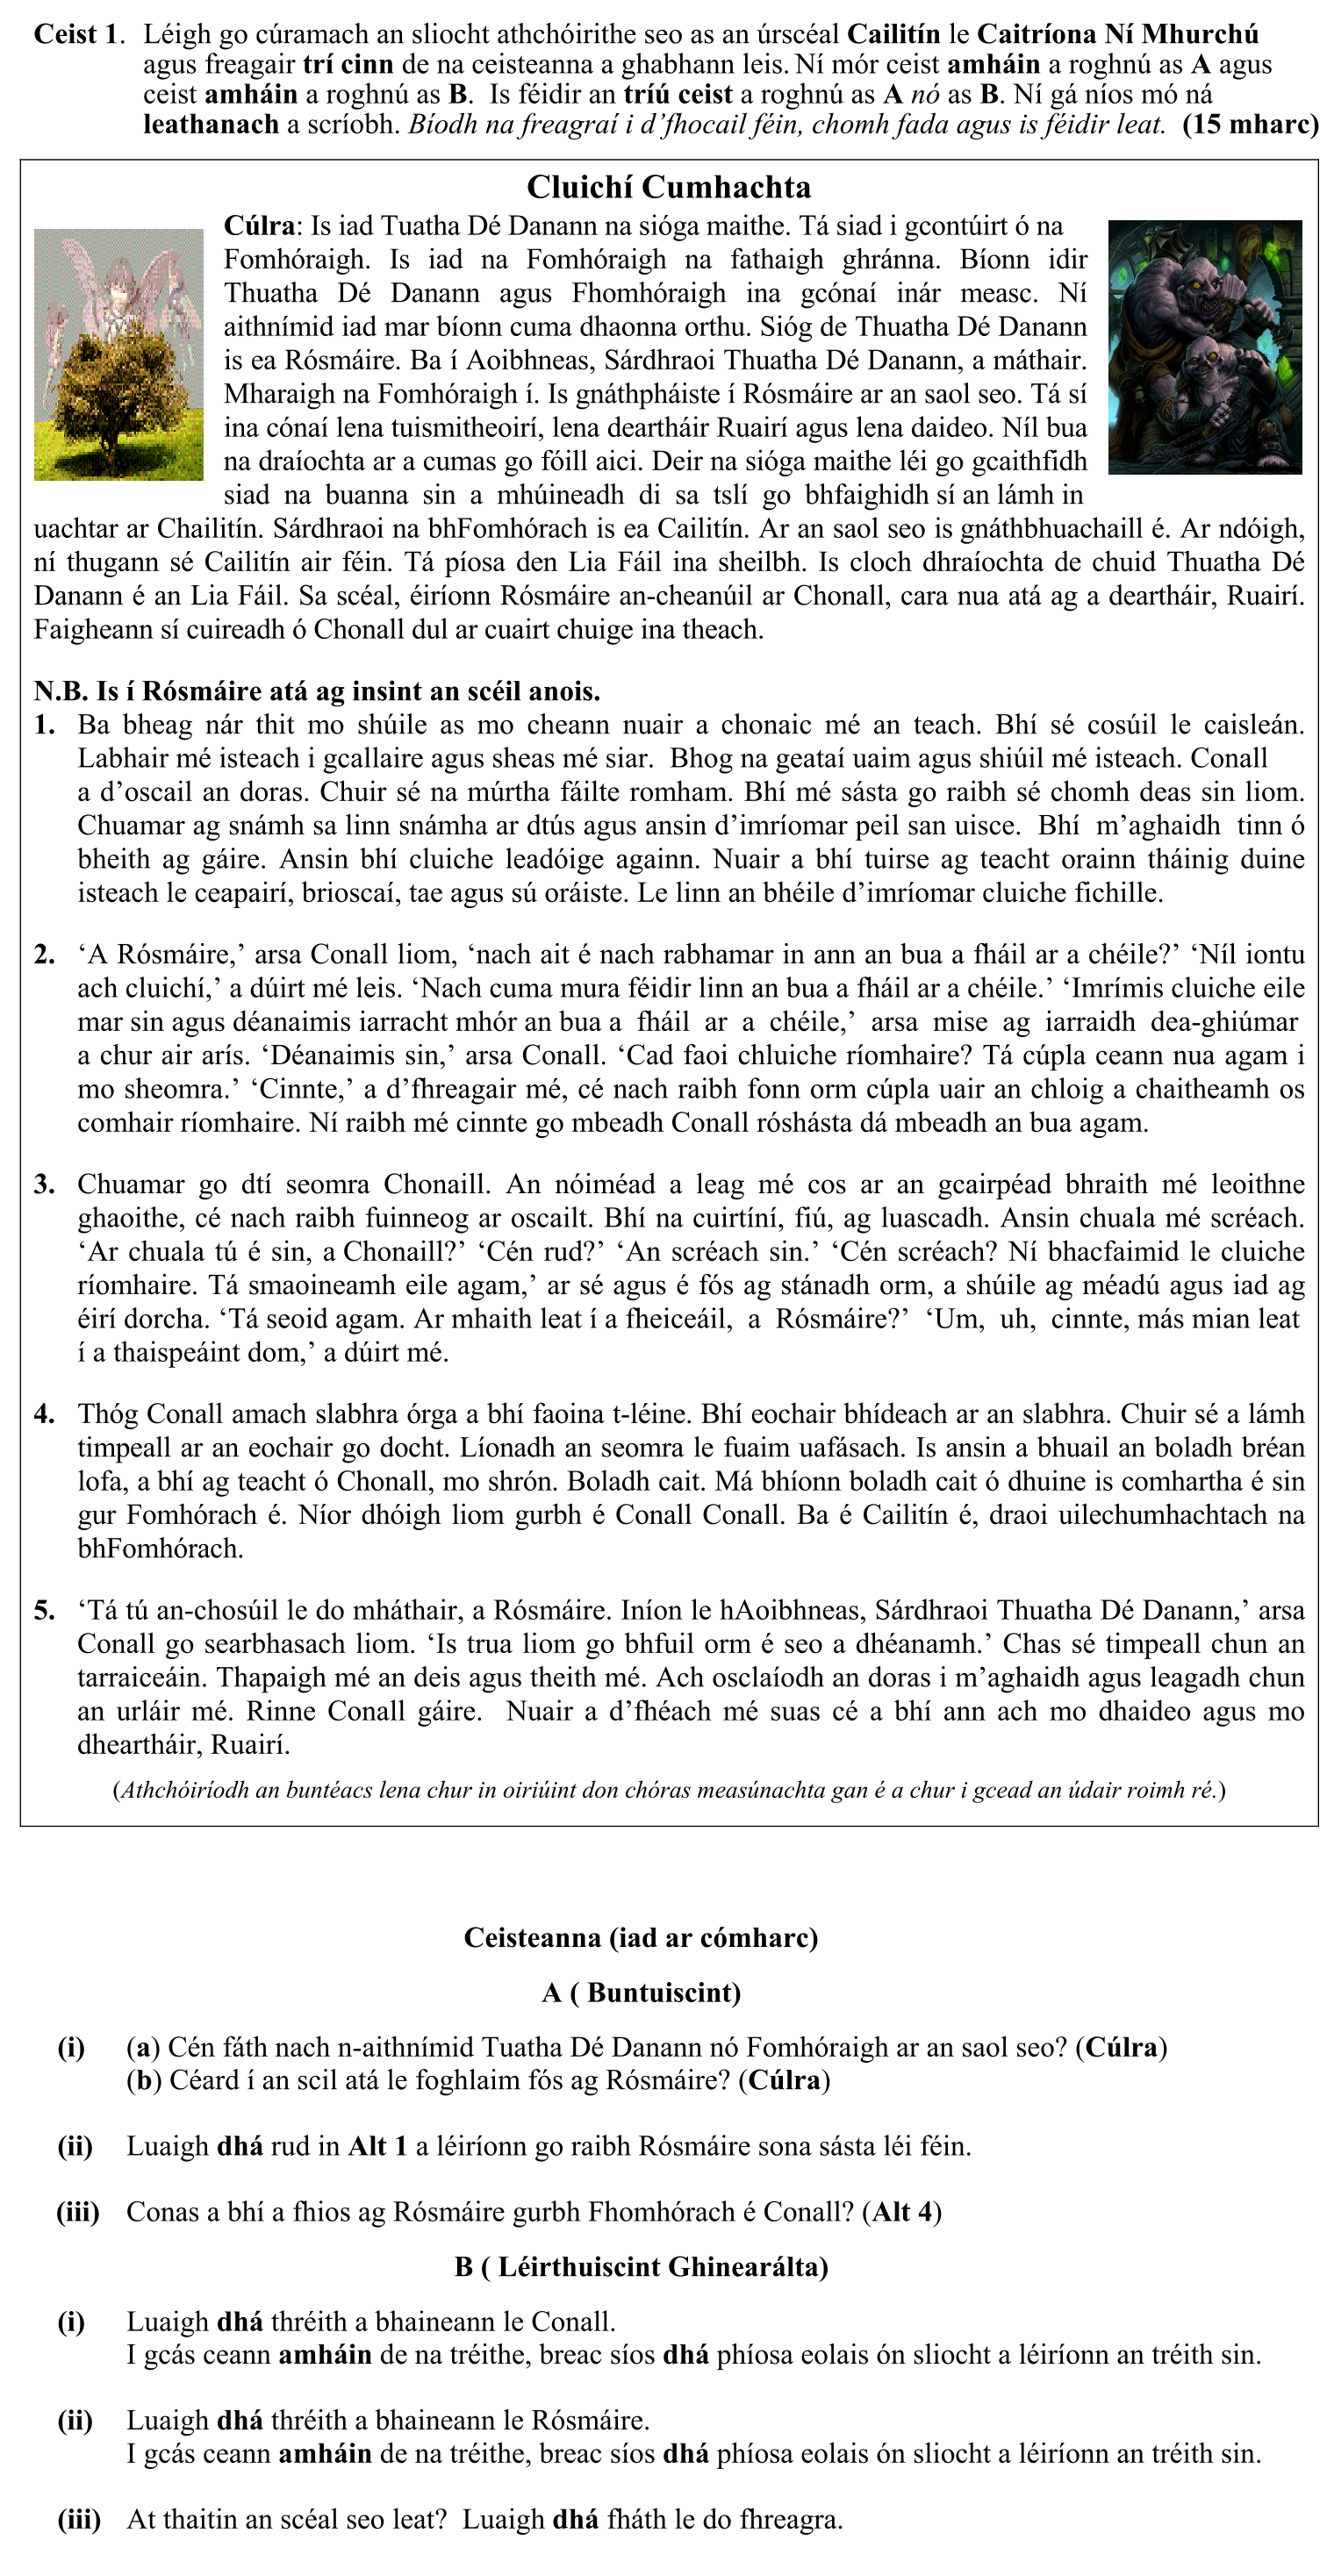 Ceist 1. Léigh go cúramach an sliocht athchóirithe seo as an úrscéal Cailitín le Caitríona Ní Mhurchú
agus freagair trí cinn de na ceisteanna a ghabhann leis. Ní mór ceist amháin a roghnú as A agus
ceist amháin a roghnú as B. Is féidir an tríú ceist a roghnú as A nó as B. Ní gá níos mó ná
leathanach a scríobh. Bíodh na freagraí i d’fhocail féin, chomh fada agus is féidir leat. (15 mharc)
Cluichí Cumhachta
Cúlra: Is iad Tuatha Dé Danann na sióga maithe. Tá siad i gcontúirt ó na
Fomhóraigh. Is iad na Fomhóraigh na fathaigh ghránna. Bíonn idir
Thuatha Dé Danann agus Fhomhóraigh ina gcónaí inár measc. Ní
aithnímid iad mar bíonn cuma dhaonna orthu. Sióg de Thuatha Dé Danann
is ea Rósmáire. Ba í Aoibhneas, Sárdhraoi Thuatha Dé Danann, a máthair.
Mharaigh na Fomhóraigh í. Is gnáthpháiste í Rósmáire ar an saol seo. Tá sí
ina cónaí lena tuismitheoirí, lena deartháir Ruairí agus lena daideo. Níl bua
na draíochta ar a cumas go fóill aici. Deir na sióga maithe léi go gcaithfidh
siad na buanna sin a mhúineadh di sa tslí go bhfaighidh sí an lámh in
uachtar ar Chailitín. Sárdhraoi na bhFomhórach is ea Cailitín. Ar an saol seo is gnáthbhuachaill é. Ar ndóigh,
ní thugann sé Cailitín air féin. Tá píosa den Lia Fáil ina sheilbh. Is cloch dhraíochta de chuid Thuatha Dé
Danann é an Lia Fáil. Sa scéal, éiríonn Rósmáire an-cheanúil ar Chonall, cara nua atá ag a deartháir, Ruairí.
Faigheann sí cuireadh ó Chonall dul ar cuairt chuige ina theach.
N.B. Is í Rósmáire atá ag insint an scéil anois.
1. Ba bheag nár thit mo shúile as mo cheann nuair a chonaic mé an teach. Bhí sé cosúil le caisleán.
Labhair mé isteach i gcallaire agus sheas mé siar. Bhog na geataí uaim agus shiúil mé isteach. Conall
a d’oscail an doras. Chuir sé na múrtha fáilte romham. Bhí mé sásta go raibh sé chomh deas sin liom.
Chuamar ag snámh sa linn snámha ar dtús agus ansin d’imríomar peil san uisce. Bhí m’aghaidh tinn ó
bheith ag gáire. Ansin bhí cluiche leadóige againn. Nuair a bhí tuirse ag teacht orainn tháinig duine
isteach le ceapairí, brioscaí, tae agus sú oráiste. Le linn an bhéile d’imríomar cluiche fichille.
2. ‘A Rósmáire,’ arsa Conall liom, ‘nach ait é nach rabhamar in ann an bua a fháil ar a chéile?’ ‘Níl iontu
ach cluichí,’ a dúirt mé leis. ‘Nach cuma mura féidir linn an bua a fháil ar a chéile.’ ‘Imrímis cluiche eile
mar sin agus déanaimis iarracht mhór an bua a fháil ar a chéile,’ arsa mise ag iarraidh dea-ghiúmar
a chur air arís. ‘Déanaimis sin,’ arsa Conall. ‘Cad faoi chluiche ríomhaire? Tá cúpla ceann nua agam i
mo sheomra.’ ‘Cinnte,’ a d’fhreagair mé, cé nach raibh fonn orm cúpla uair an chloig a chaitheamh os
comhair ríomhaire. Ní raibh mé cinnte go mbeadh Conall róshásta dá mbeadh an bua agam.
3. Chuamar go dtí seomra Chonaill. An nóiméad a leag mé cos ar an gcairpéad bhraith mé leoithne
ghaoithe, cé nach raibh fuinneog ar oscailt. Bhí na cuirtíní, fiú, ag luascadh. Ansin chuala mé scréach.
‘Ar chuala tú é sin, a Chonaill?’ ‘Cén rud?’ ‘An scréach sin.’ ‘Cén scréach? Ní bhacfaimid le cluiche
ríomhaire. Tá smaoineamh eile agam,’ ar sé agus é fós ag stánadh orm, a shúile ag méadú agus iad ag
éirí dorcha. ‘Tá seoid agam. Ar mhaith leat í a fheiceáil, a Rósmáire?’ ‘Um, uh, cinnte, más mian leat
í a thaispeáint dom,’ a dúirt mé.
4. Thóg Conall amach slabhra órga a bhí faoina t-léine. Bhí eochair bhídeach ar an slabhra. Chuir sé a lámh
timpeall ar an eochair go docht. Líonadh an seomra le fuaim uafásach. Is ansin a bhuail an boladh bréan
lofa, a bhí ag teacht ó Chonall, mo shrón. Boladh cait. Má bhíonn boladh cait ó dhuine is comhartha é sin
gur Fomhórach é. Níor dhóigh liom gurbh é Conall Conall. Ba é Cailitín é, draoi uilechumhachtach na
bhFomhórach.
5. ‘Tá tú an-chosúil le do mháthair, a Rósmáire. Iníon le hAoibhneas, Sárdhraoi Thuatha Dé Danann,’ arsa
Conall go searbhasach liom. ‘Is trua liom go bhfuil orm é seo a dhéanamh.’ Chas sé timpeall chun an
tarraiceáin. Thapaigh mé an deis agus theith mé. Ach osclaíodh an doras i m’aghaidh agus leagadh chun
an urláir mé. Rinne Conall gáire. Nuair a d’fhéach mé suas cé a bhí ann ach mo dhaideo agus mo
dheartháir, Ruairí.
(Athchóiríodh an buntéacs lena chur in oiriúint don chóras measúnachta gan é a chur i gcead an údair roimh ré.)
Ceisteanna (iad ar cómharc)
A ( Buntuiscint)
(i) (a) Cén fáth nach n-aithnímid Tuatha Dé Danann nó Fomhóraigh ar an saol seo? (Cúlra)
(b) Céard í an scil atá le foghlaim fós ag Rósmáire? (Cúlra)
(ii) Luaigh dhá rud in Alt 1 a léiríonn go raibh Rósmáire sona sásta léi féin.
(iii) Conas a bhí a fhios ag Rósmáire gurbh Fhomhórach é Conall? (Alt 4)
B ( Léirthuiscint Ghinearálta)
(i) Luaigh dhá thréith a bhaineann le Conall.
I gcás ceann amháin de na tréithe, breac síos dhá phíosa eolais ón sliocht a léiríonn an tréith sin.
(ii) Luaigh dhá thréith a bhaineann le Rósmáire.
I gcás ceann amháin de na tréithe, breac síos dhá phíosa eolais ón sliocht a léiríonn an tréith sin.
(iii) At thaitin an scéal seo leat? Luaigh dhá fháth le do fhreagra.